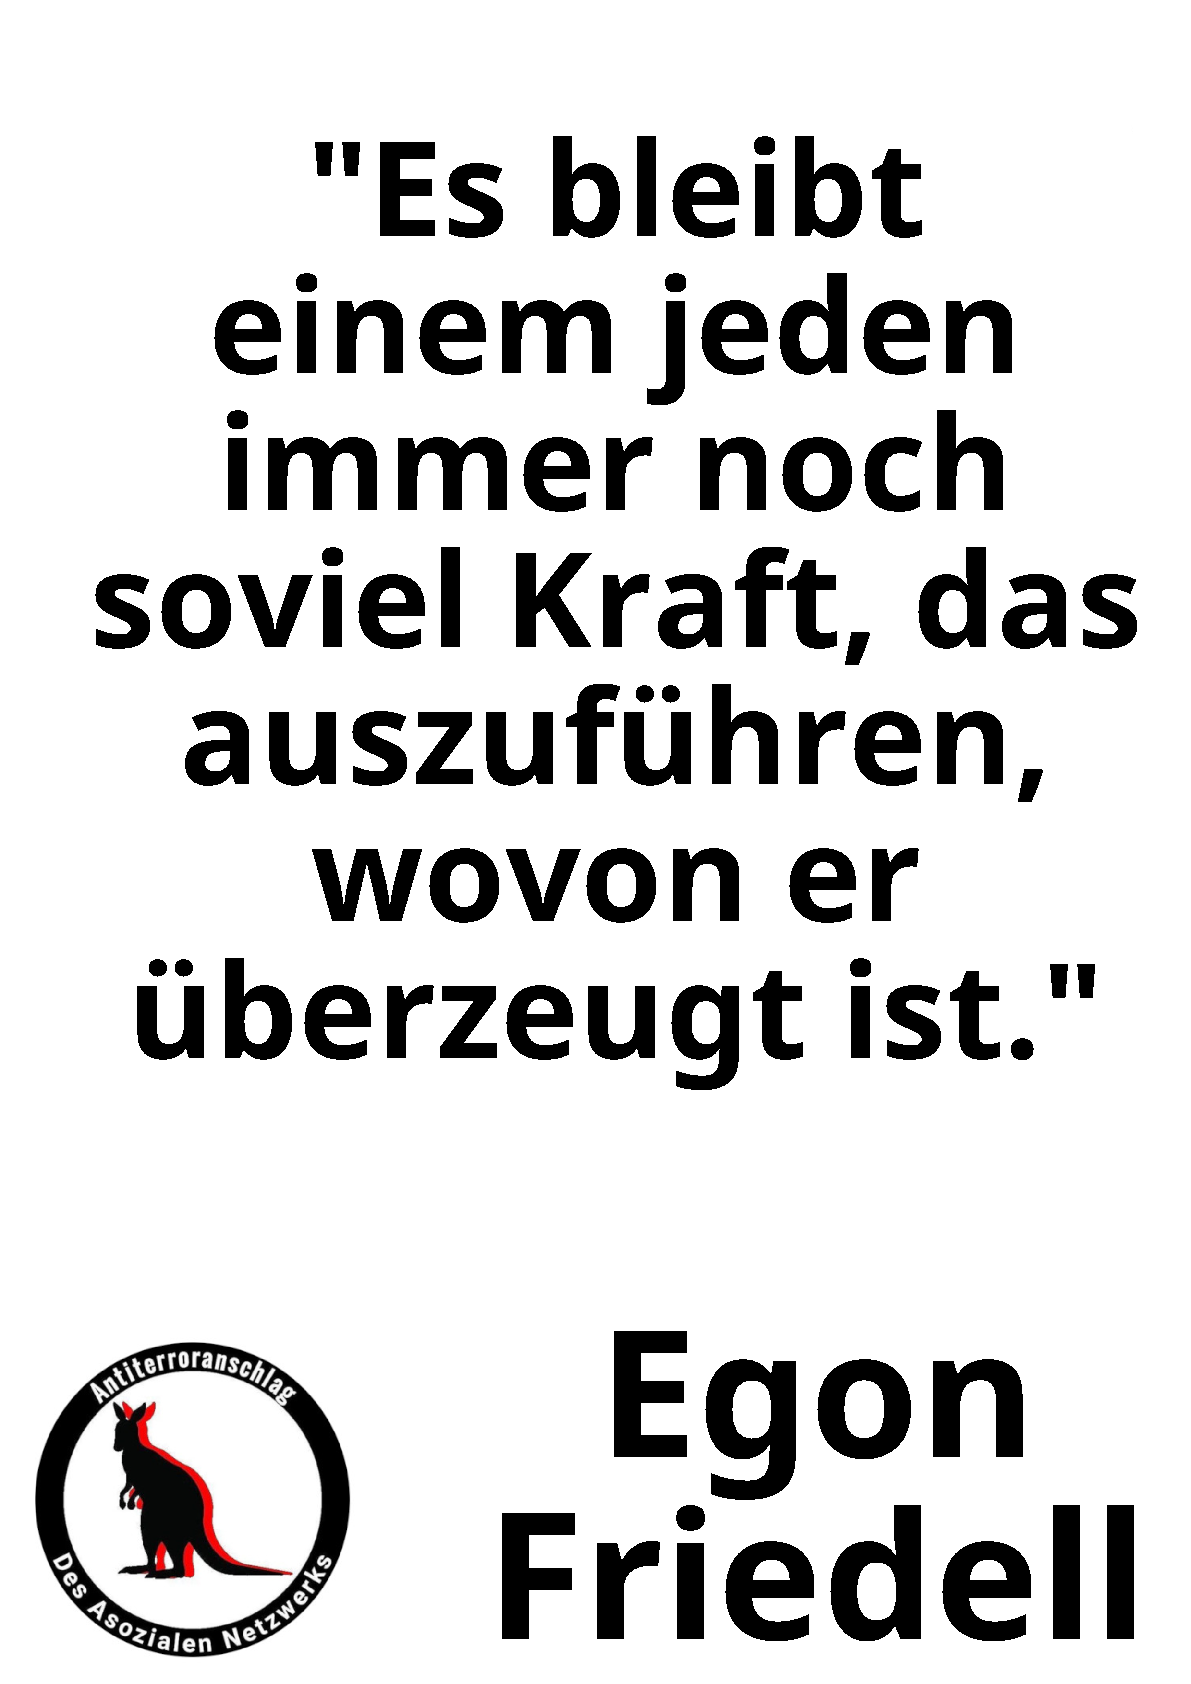 "Es bleibt
einem jeden
immer noch
soviel Kraft, das
auszuführen,
wovon er
überzeugt ist."
Antiterroranschlag
Des Asozialen Netzwerks
Egon
Friedell